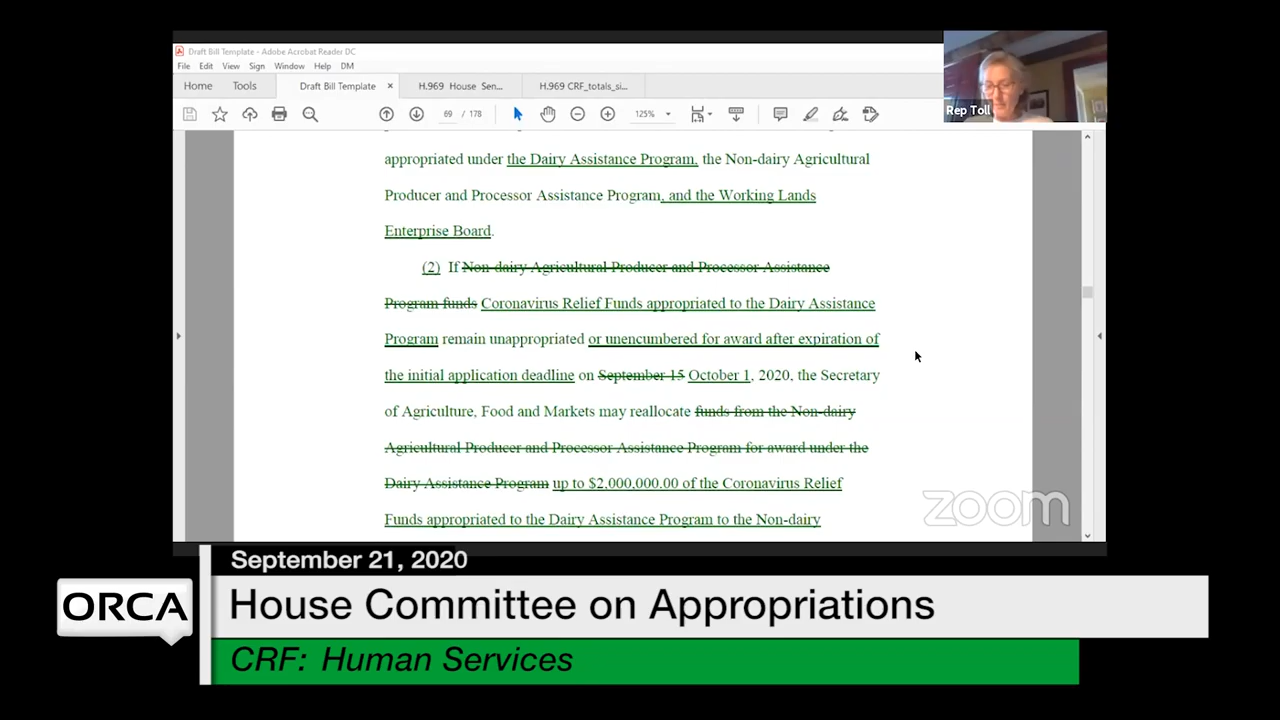 Draft Bill Template - Adobe Acrobat Reader DC
File Edit View Sign Window Help DM
Home Tools Draft Bill Template × H.969 House Sen... H.969 CRF_totals_si...
69 / 178 125%
Rep Toll
appropriated under the Dairy Assistance Program, the Non-dairy Agricultural
Producer and Processor Assistance Program, and the Working Lands
Enterprise Board.
(2) If Non-dairy Agricultural Producer and Processor Assistance
Program funds Coronavirus Relief Funds appropriated to the Dairy Assistance
Program remain unappropriated or unencumbered for award after expiration of
the initial application deadline on September 15 October 1, 2020, the Secretary
of Agriculture, Food and Markets may reallocate funds from the Non-dairy
Agricultural Producer and Processor Assistance Program for award under the
Dairy Assistance Program up to $2,000,000.00 of the Coronavirus Relief
Funds appropriated to the Dairy Assistance Program to the Non-dairy
zoom
September 21, 2020
ORCA
House Committee on Appropriations
CRF: Human Services